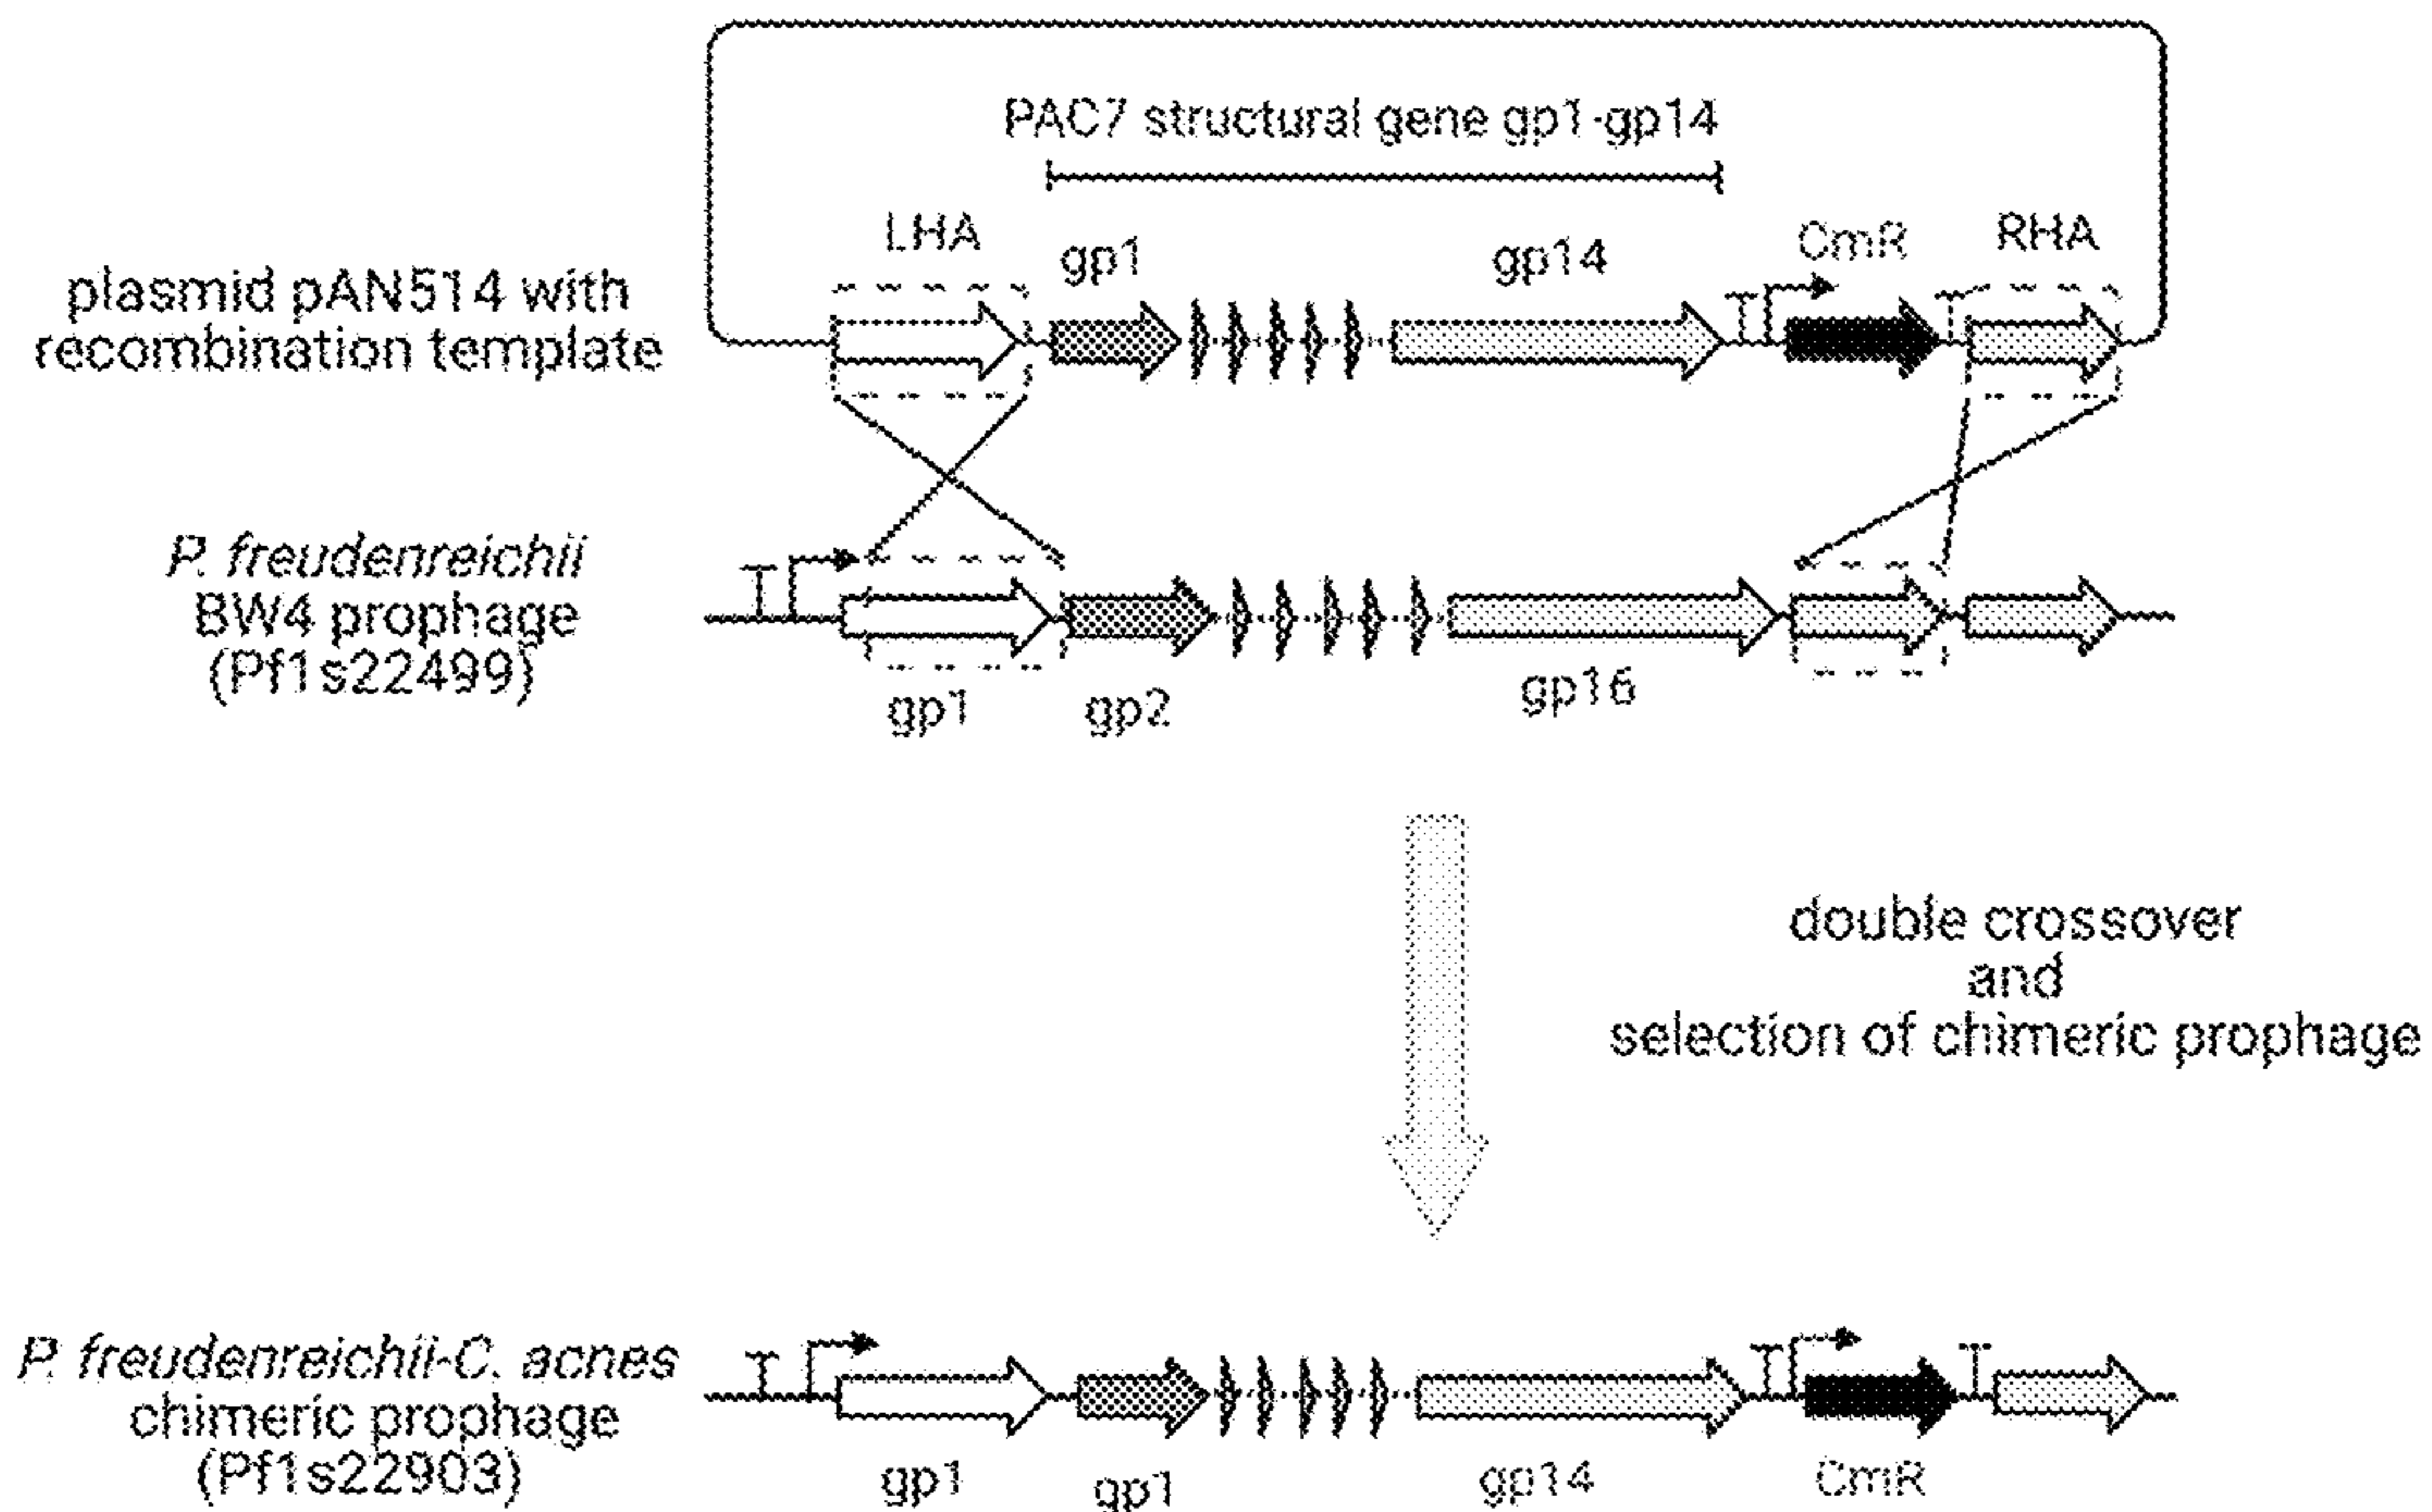 PAC7 structural gene gp1-gp14
LHA
gp1
gp14
CmR
RHA
plasmid pAN514 with
recombination template
P. freudenreichii
BW4 prophage
(Pf1s22499)
gp1
gp2
gp16
double crossover
and
selection of chimeric prophage
P. freudenreichii-C. acnes
chimeric prophage
(Pf1s22903)
gp1
gp1
gp14
CmR